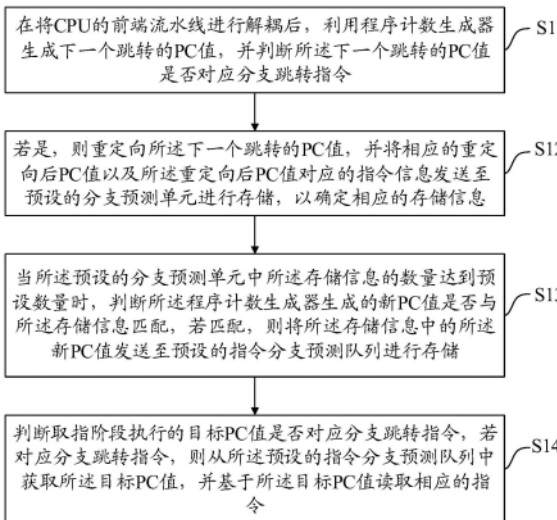 在将CPU的前端流水线进行解耦后，利用程序计数生成器
生成下一个跳转的PC值，并判断所述下一个跳转的PC值
是否对应分支跳转指令
S11
若是，则重定向所述下一个跳转的PC值，并将相应的重定
向后PC值以及所述重定向后PC值对应的指令信息发送至
预设的分支预测单元进行存储，以确定相应的存储信息
S12
当所述预设的分支预测单元中所述存储信息的数量达到预
设数量时，判断所述程序计数生成器生成的新PC值是否与
所述存储信息匹配，若匹配，则将所述存储信息中的所述
新PC值发送至预设的指令分支预测队列进行存储
S13
判断取指阶段执行的目标PC值是否对应分支跳转指令，若
对应分支跳转指令，则从所述预设的指令分支预测队列中
获取所述目标PC值，并基于所述目标PC值读取相应的指
令
S14